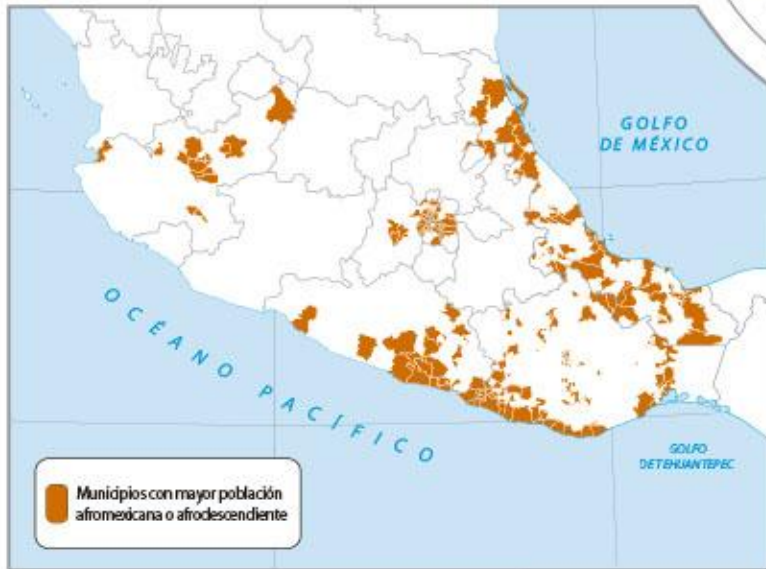 GOLFO
DE MÉXICO
OCÉANO PACÍFICO
GOLFO
DE TEHUANTEPEC
Municipios con mayor población
afromexicana o afrodescendiente